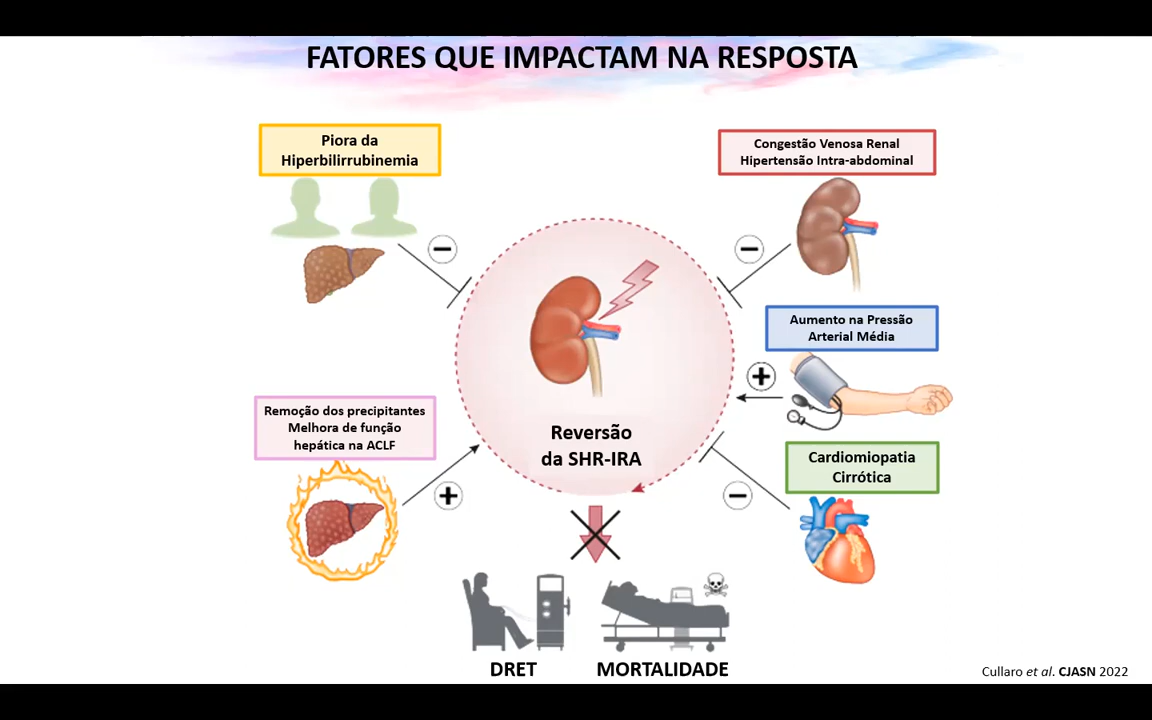 FATORES QUE IMPACTAM NA RESPOSTA
Piora da
Hiperbilirrubinemia
Congestão Venosa Renal
Hipertensão Intra-abdominal
Aumento na Pressão
Arterial Média
Remoção dos precipitantes
Melhora de função
hepática na ACLF
Reversão
da SHR-IRA
Cardiomiopatia
Cirrótica
DRET
MORTALIDADE
Cullaro et al. CJASN 2022